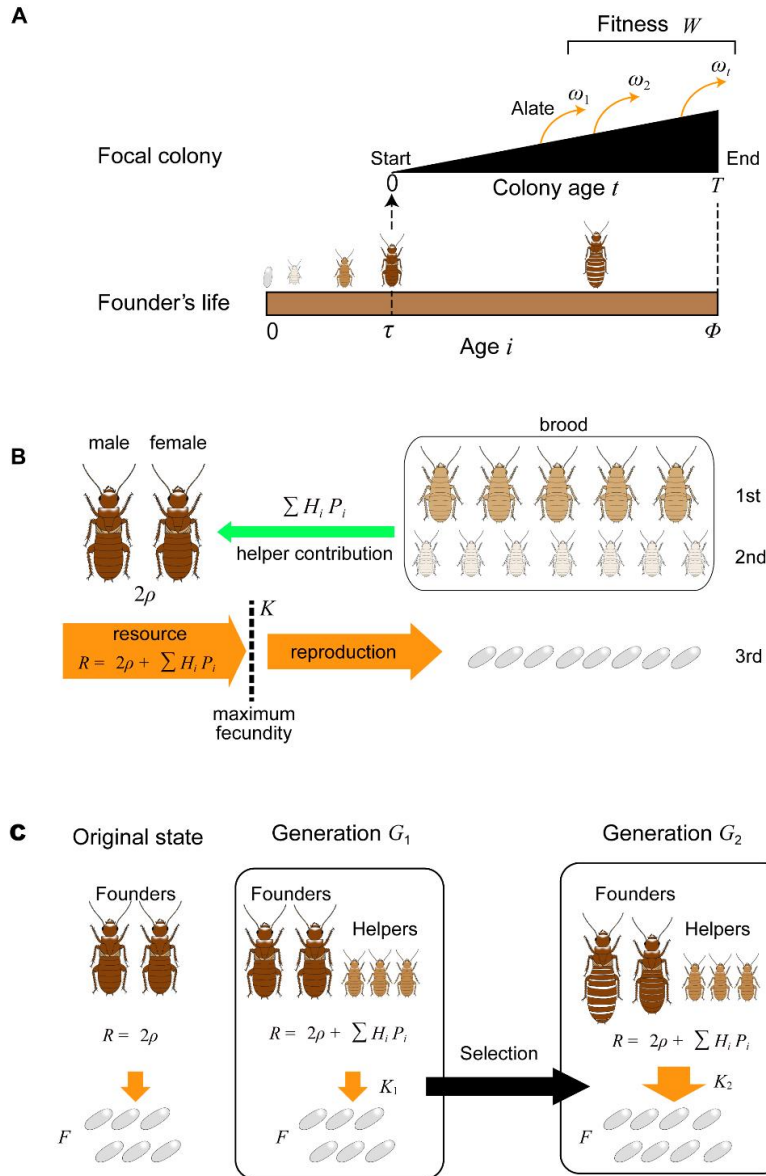 A
Fitness W
ω1 ω2 ωt
Alate
Focal colony
Start
End
0 Colony age t T
Founder's life
0 τ Φ
Age i
B
male female
brood
1st
∑ Hi Pi
helper contribution
2nd
2ρ
K
resource
R = 2ρ + ∑ Hi Pi
reproduction
3rd
maximum
fecundity
C
Original state
Generation G1
Generation G2
Founders
Founders
Helpers
Founders
Helpers
R = 2ρ
R = 2ρ + ∑ Hi Pi
Selection
R = 2ρ + ∑ Hi Pi
K1
K2
F
F
F